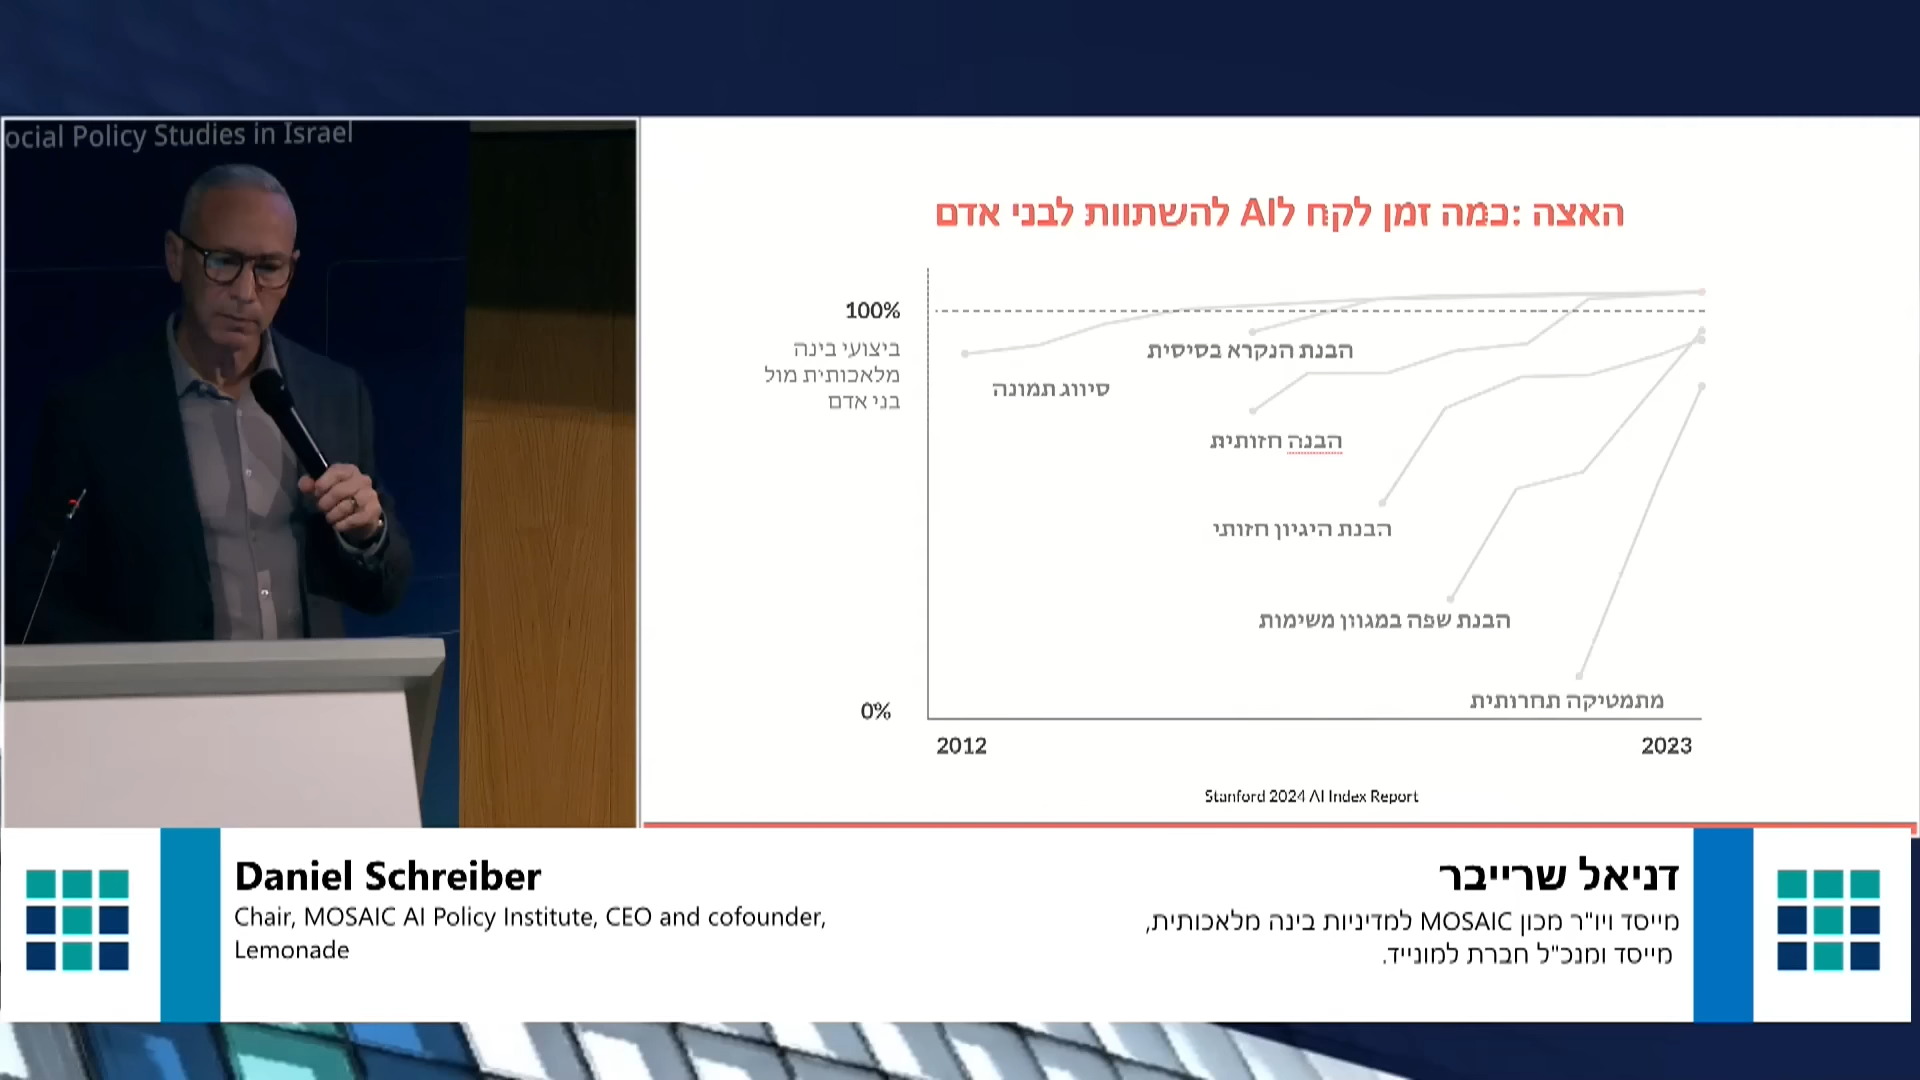 ocial Policy Studies in Israel
האצה: כמה זמן לקח לAI להשתוות לבני אדם
100%
ביצועי בינה
מלאכותית מול
בני אדם
הבנת הנקרא בסיסית
סיווג תמונה
הבנה חזותית
הבנת היגיון חזותי
הבנת שפה במגוון משימות
מתמטיקה תחרותית
0%
2012
2023
Stanford 2024 AI Index Report
Daniel Schreiber
Chair, MOSAIC AI Policy Institute, CEO and cofounder,
Lemonade
דניאל שרייבר
מייסד ויו"ר מכון MOSAIC למדיניות בינה מלאכותית,
מייסד ומנכ"ל חברת למונייד.